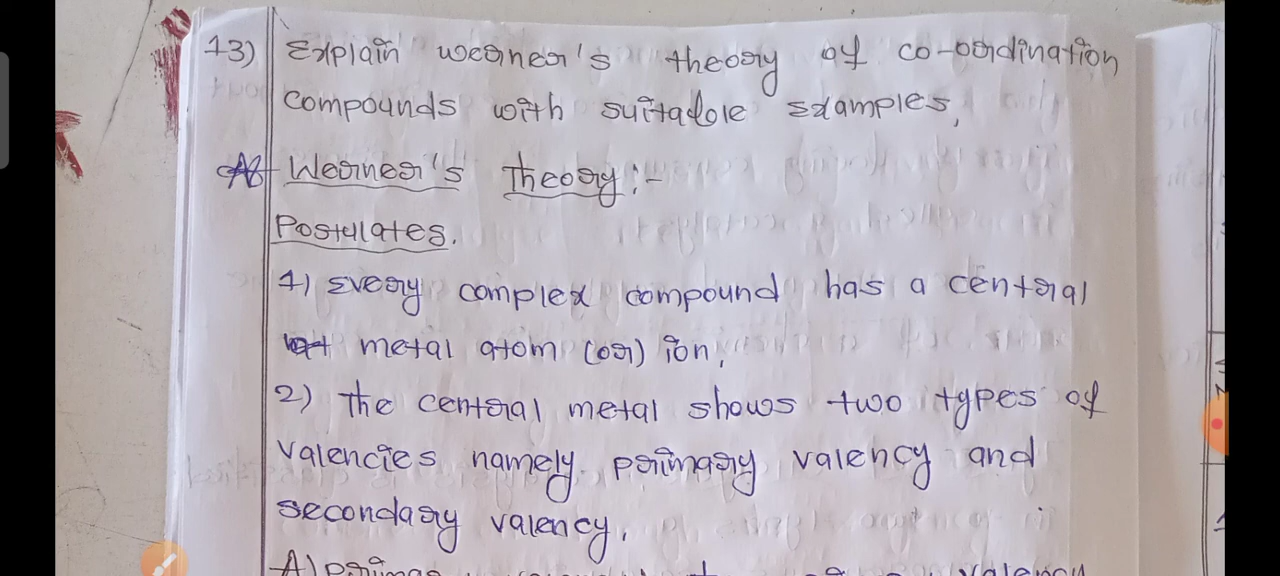 13) Explain werner's theory of co-ordination
compounds with suitable examples,
Werner's Theory:-
Postulates.
1) Every complex compound has a central
metal atom (or) ion,
2) The central metal shows two types of
valencies namely primary valency and
secondary valency.
A) valency